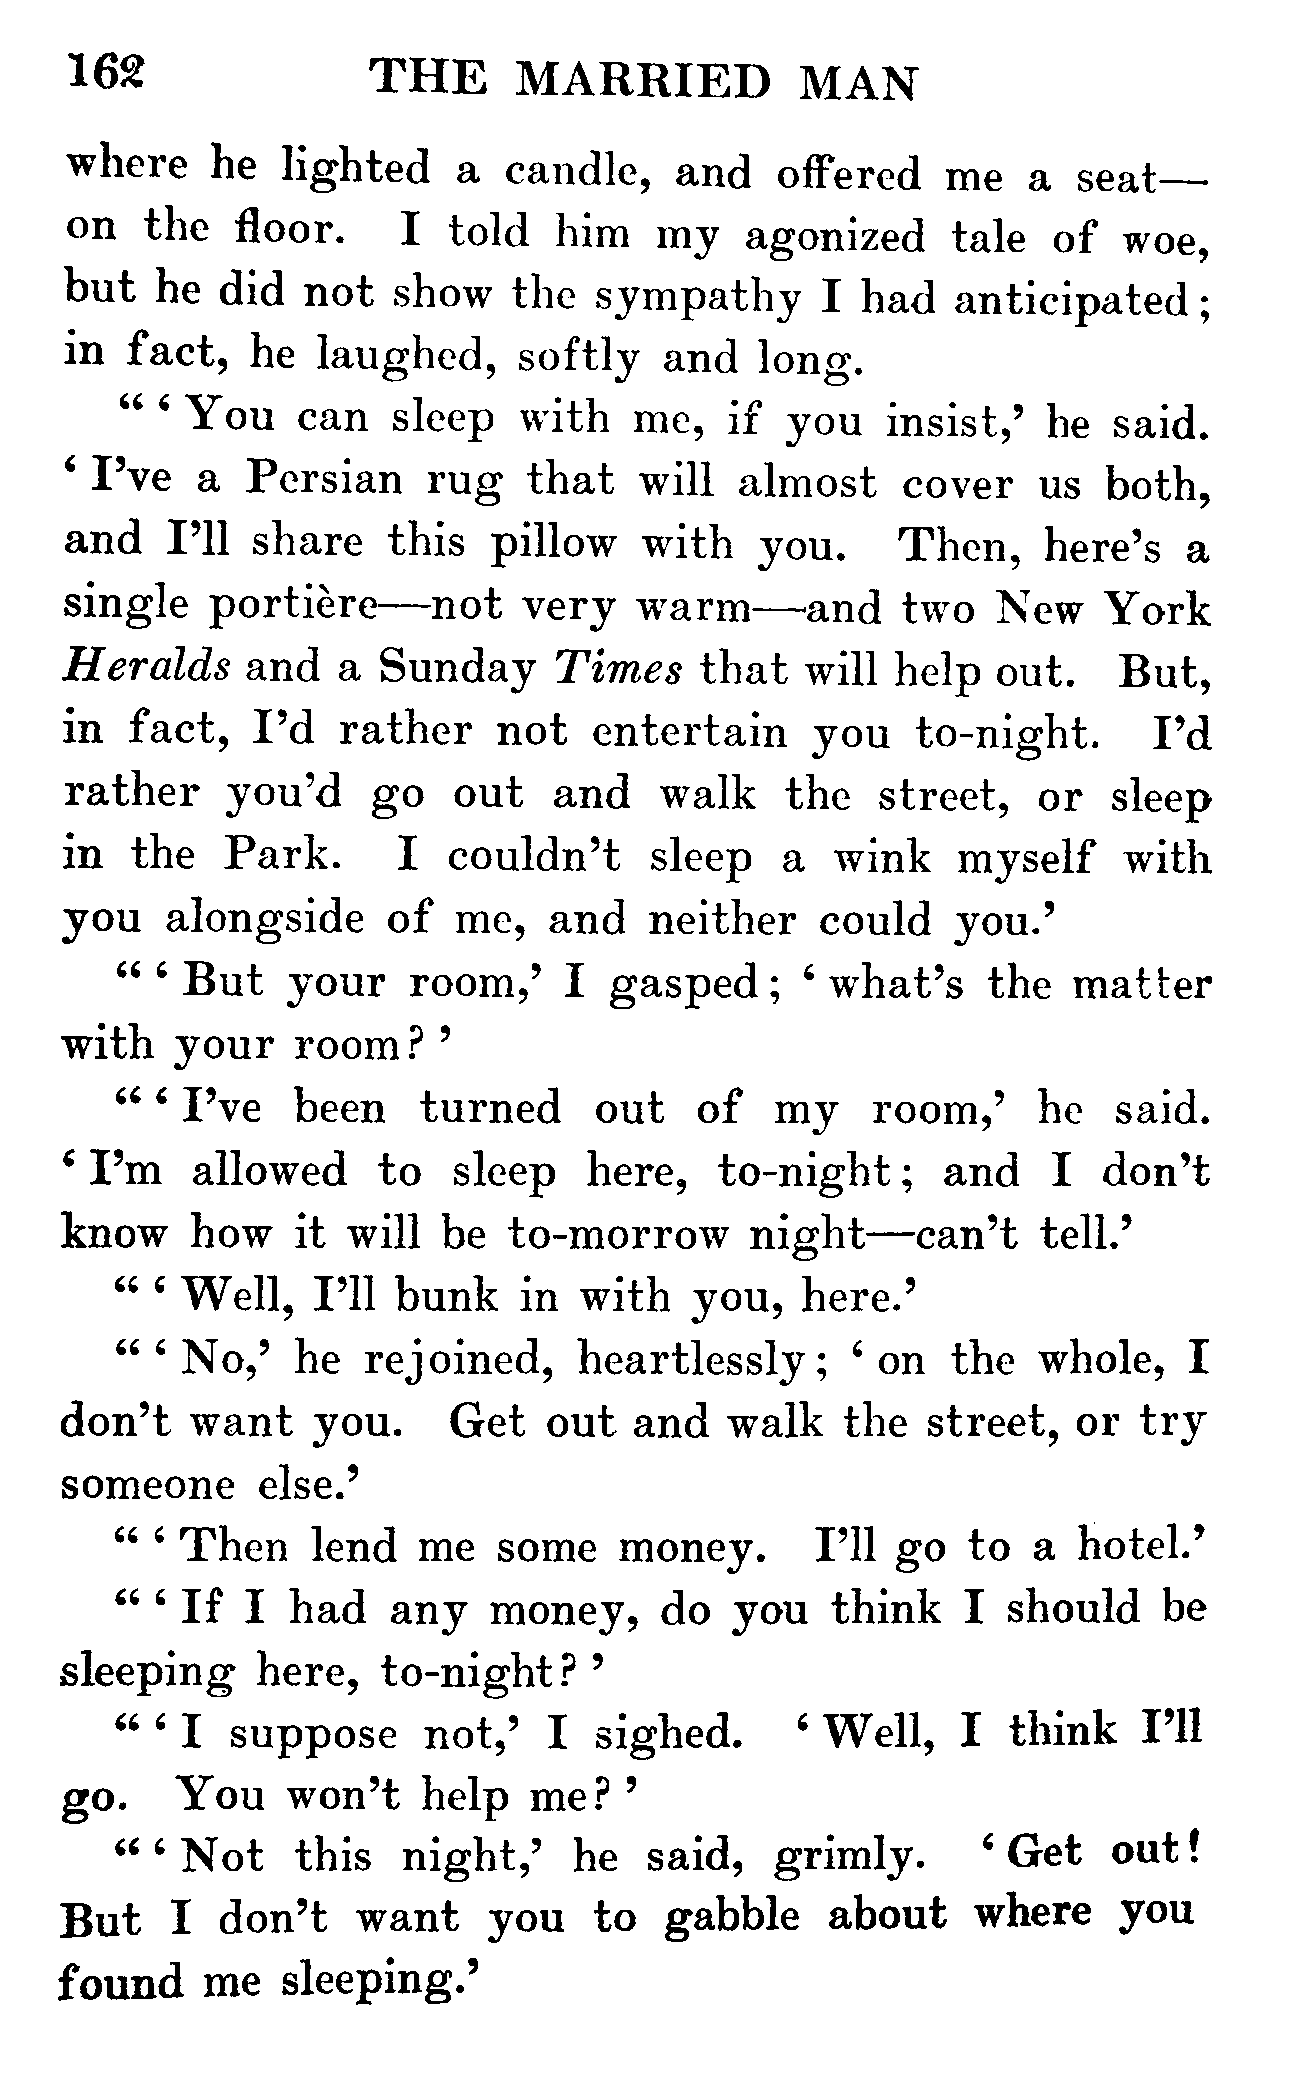 162 THE MARRIED MAN
where he lighted a candle, and offered me a seat—
on the floor. I told him my agonized tale of woe,
but he did not show the sympathy I had anticipated;
in fact, he laughed, softly and long.
“‘You can sleep with me, if you insist,’ he said.
‘I’ve a Persian rug that will almost cover us both,
and I’ll share this pillow with you. Then, here’s a
single portière—not very warm—and two New York
Heralds and a Sunday Times that will help out. But,
in fact, I’d rather not entertain you to-night. I’d
rather you’d go out and walk the street, or sleep
in the Park. I couldn’t sleep a wink myself with
you alongside of me, and neither could you.’
“‘But your room,’ I gasped; ‘what’s the matter
with your room?’
“‘I’ve been turned out of my room,’ he said.
‘I’m allowed to sleep here, to-night; and I don’t
know how it will be to-morrow night—can’t tell.’
“‘Well, I’ll bunk in with you, here.’
“‘No,’ he rejoined, heartlessly; ‘on the whole, I
don’t want you. Get out and walk the street, or try
someone else.’
“‘Then lend me some money. I’ll go to a hotel.’
“‘If I had any money, do you think I should be
sleeping here, to-night?’
“‘I suppose not,’ I sighed. ‘Well, I think I’ll
go. You won’t help me?’
“‘Not this night,’ he said, grimly. ‘Get out!
But I don’t want you to gabble about where you
found me sleeping.’